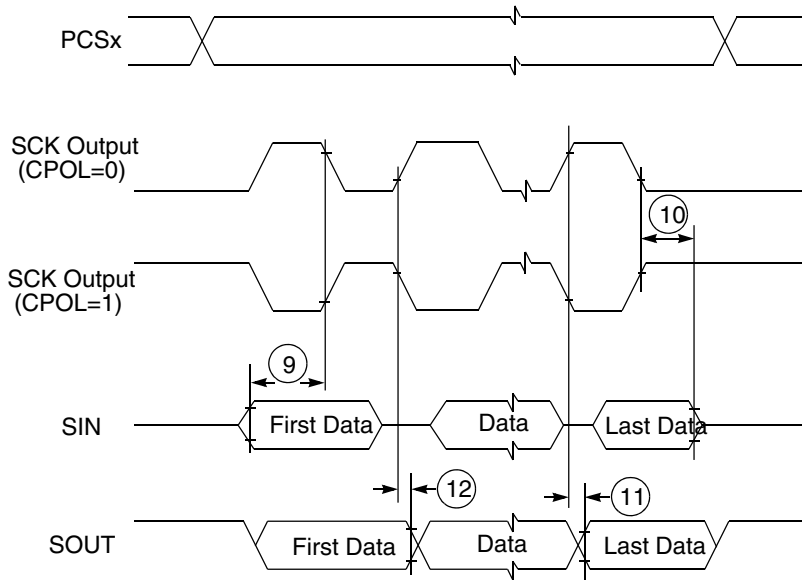 PCSx
SCK Output
(CPOL=0)
10
SCK Output
(CPOL=1)
9
SIN
First Data
Data
Last Data
12
11
SOUT
First Data
Data
Last Data